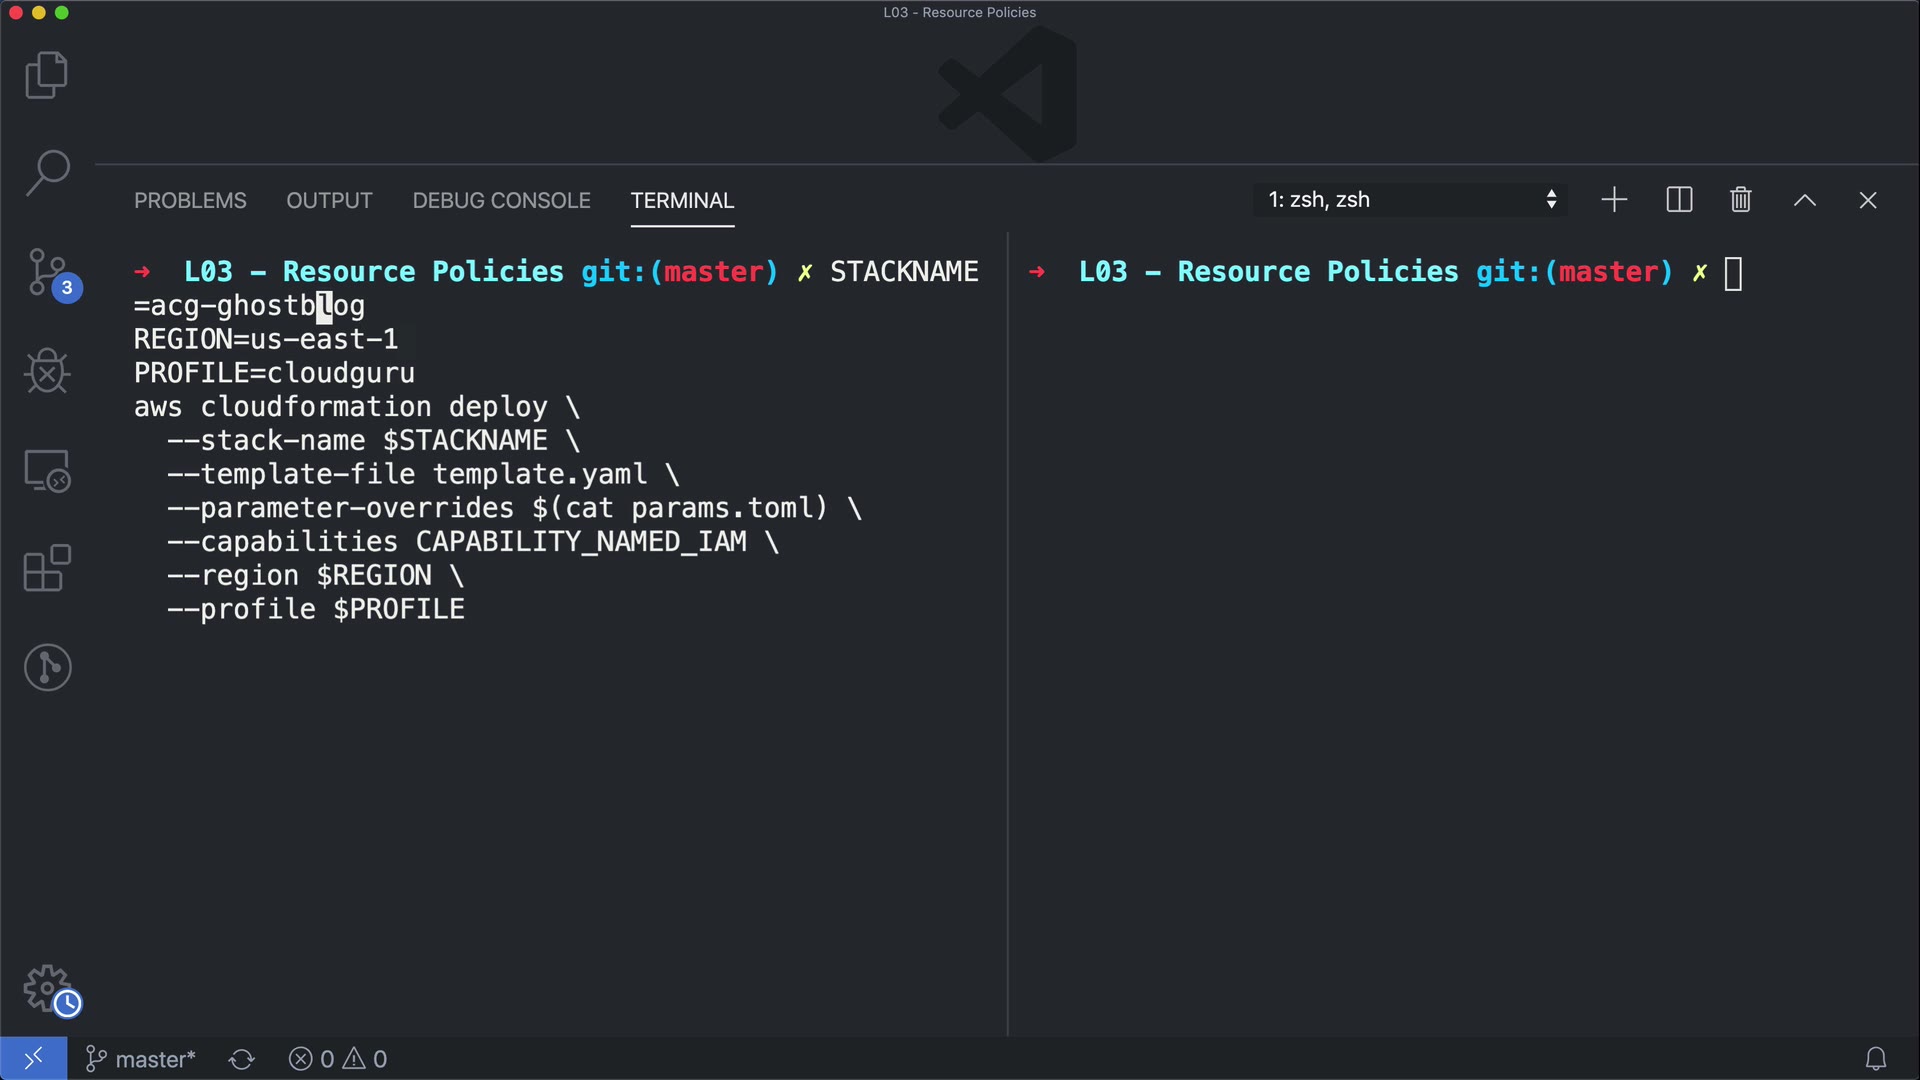 L03 - Resource Policies
PROBLEMS OUTPUT DEBUG CONSOLE TERMINAL 1: zsh, zsh
➜ L03 - Resource Policies git:(master) ✗ STACKNAME
=acg-ghostblog
REGION=us-east-1
PROFILE=cloudguru
aws cloudformation deploy \
--stack-name $STACKNAME \
--template-file template.yaml \
--parameter-overrides $(cat params.toml) \
--capabilities CAPABILITY_NAMED_IAM \
--region $REGION \
--profile $PROFILE
➜ L03 - Resource Policies git:(master) ✗
3
master* 0 0